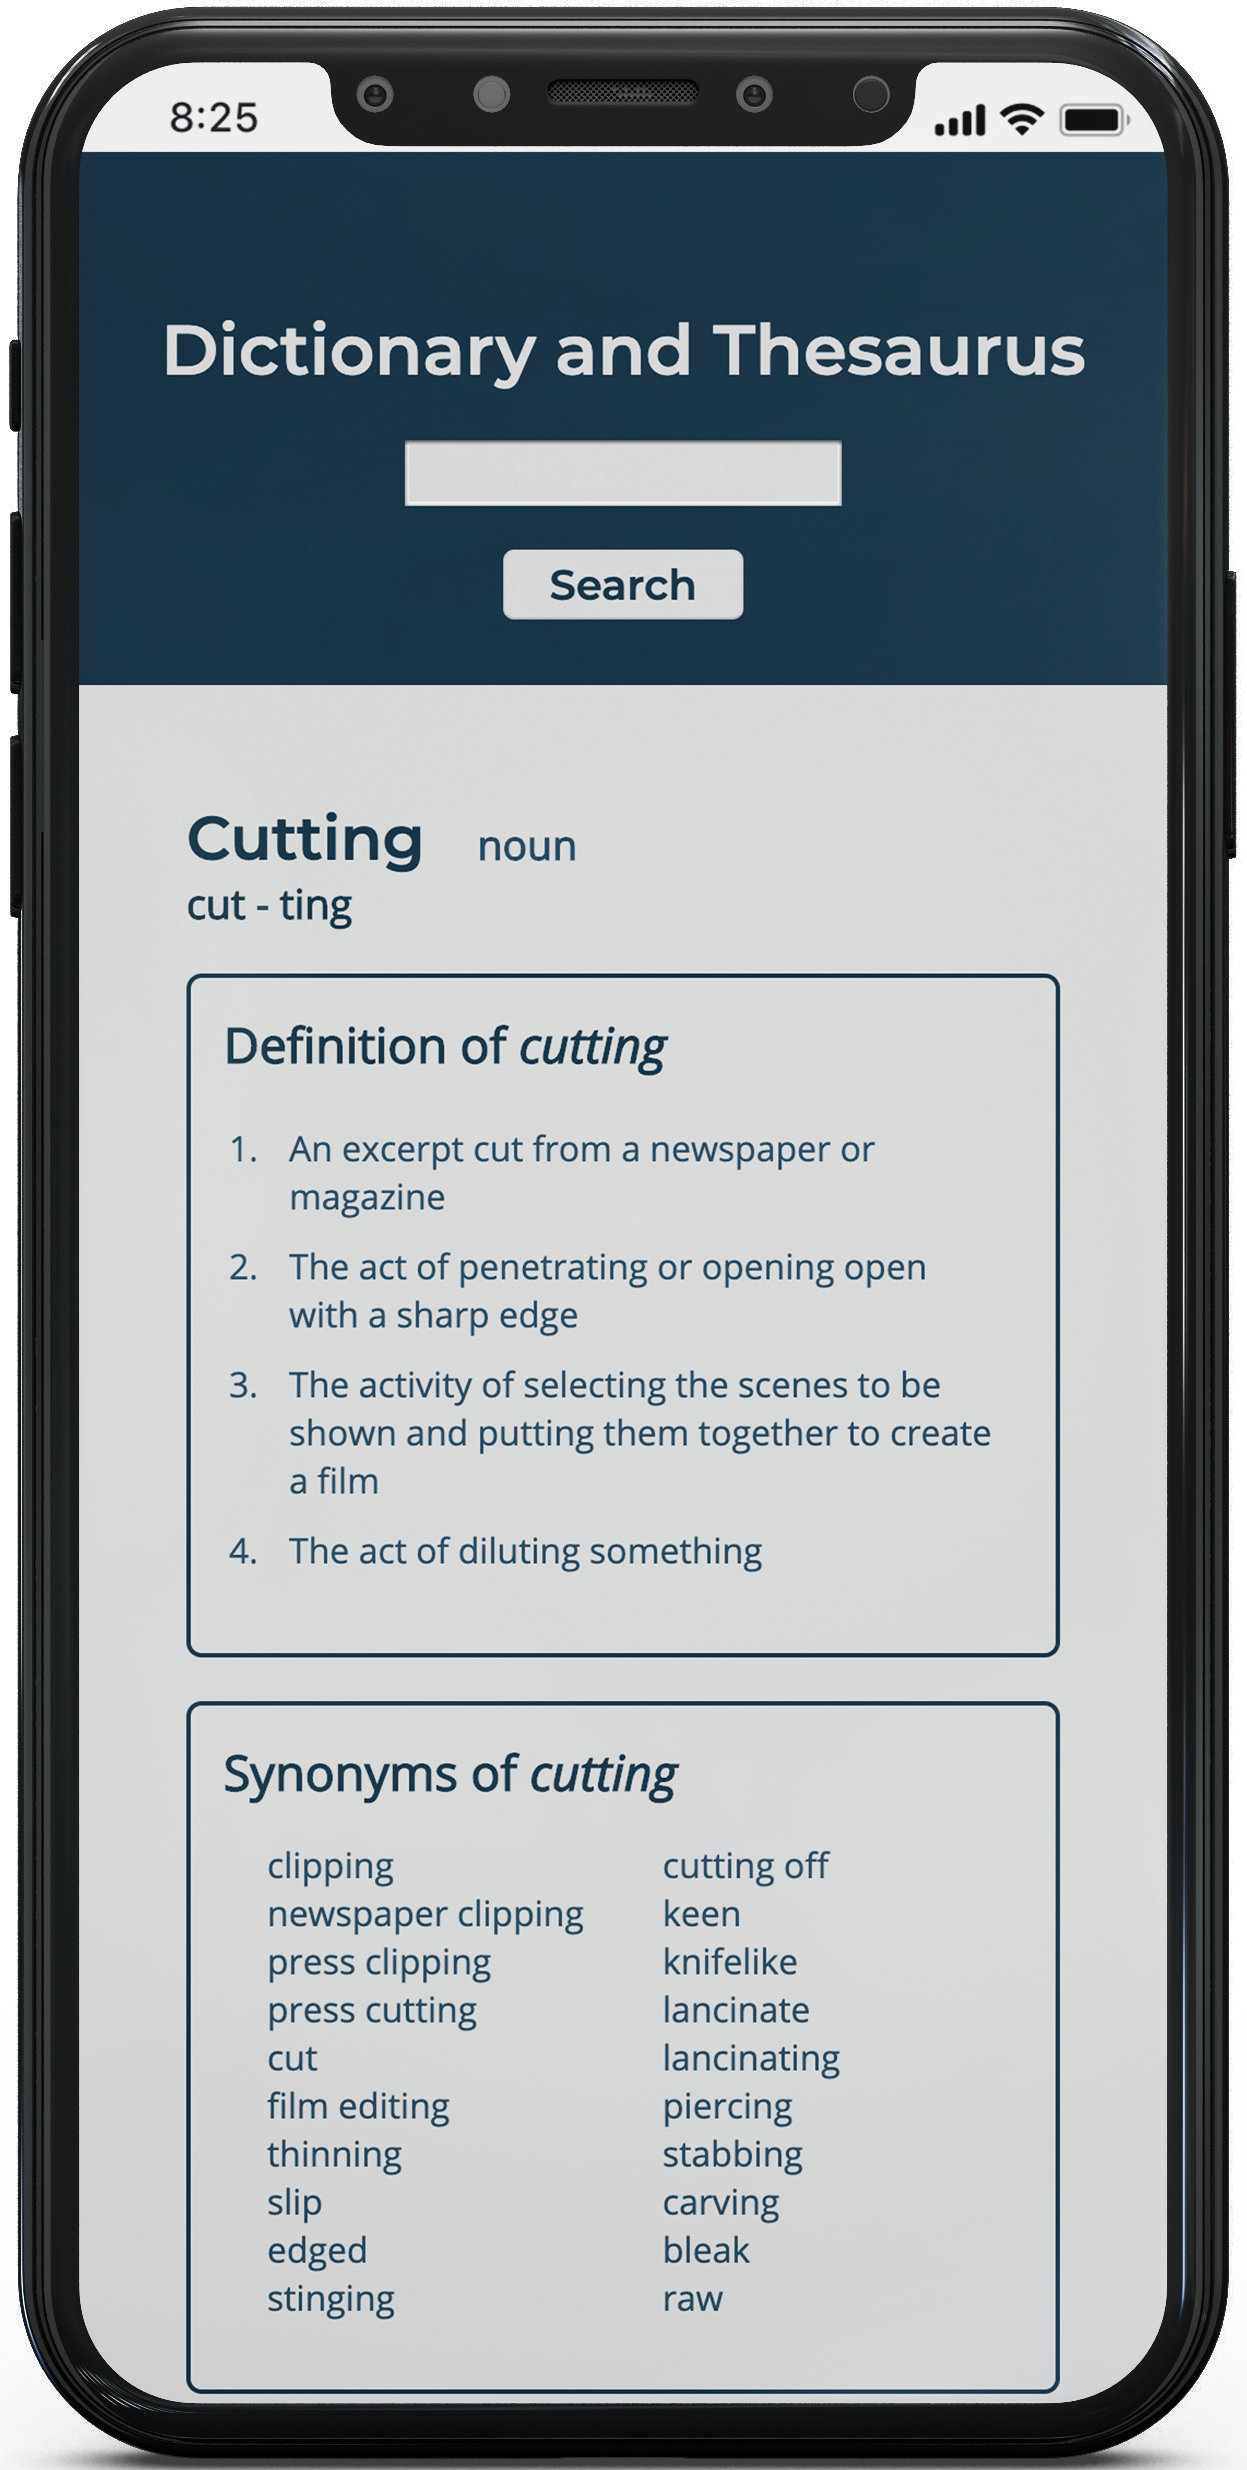 8:25
Dictionary and Thesaurus
Search
Cutting noun
cut - ting
Definition of cutting
1. An excerpt cut from a newspaper or
magazine
2. The act of penetrating or opening open
with a sharp edge
3. The activity of selecting the scenes to be
shown and putting them together to create
a film
4. The act of diluting something
Synonyms of cutting
clipping
newspaper clipping
press clipping
press cutting
cut
film editing
thinning
slip
edged
stinging
cutting off
keen
knifelike
lancinate
lancinating
piercing
stabbing
carving
bleak
raw